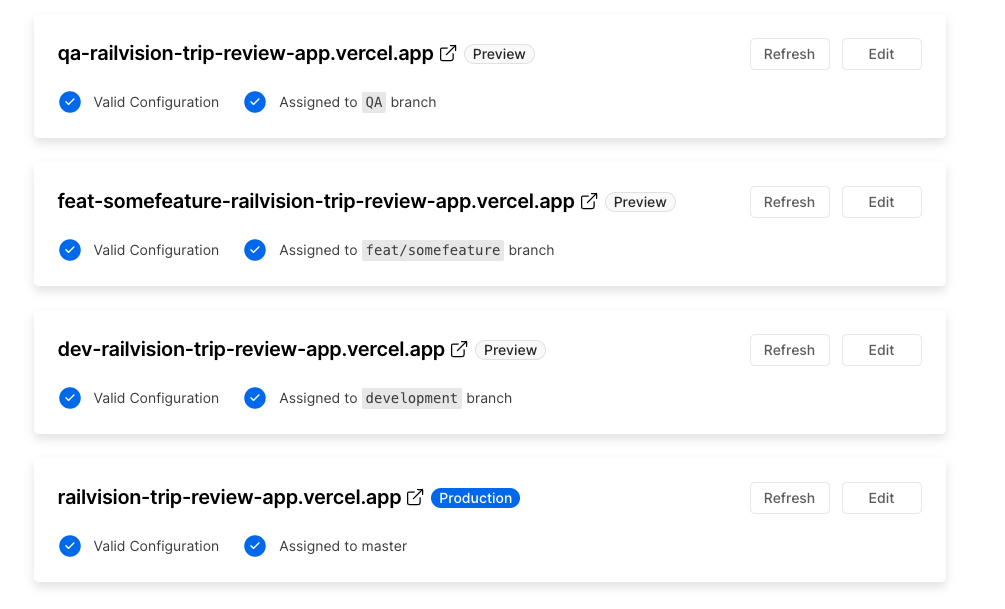 qa-railvision-trip-review-app.vercel.app Preview Refresh Edit
Valid Configuration Assigned to QA branch
feat-somefeature-railvision-trip-review-app.vercel.app Preview Refresh Edit
Valid Configuration Assigned to feat/somefeature branch
dev-railvision-trip-review-app.vercel.app Preview Refresh Edit
Valid Configuration Assigned to development branch
railvision-trip-review-app.vercel.app Production Refresh Edit
Valid Configuration Assigned to master